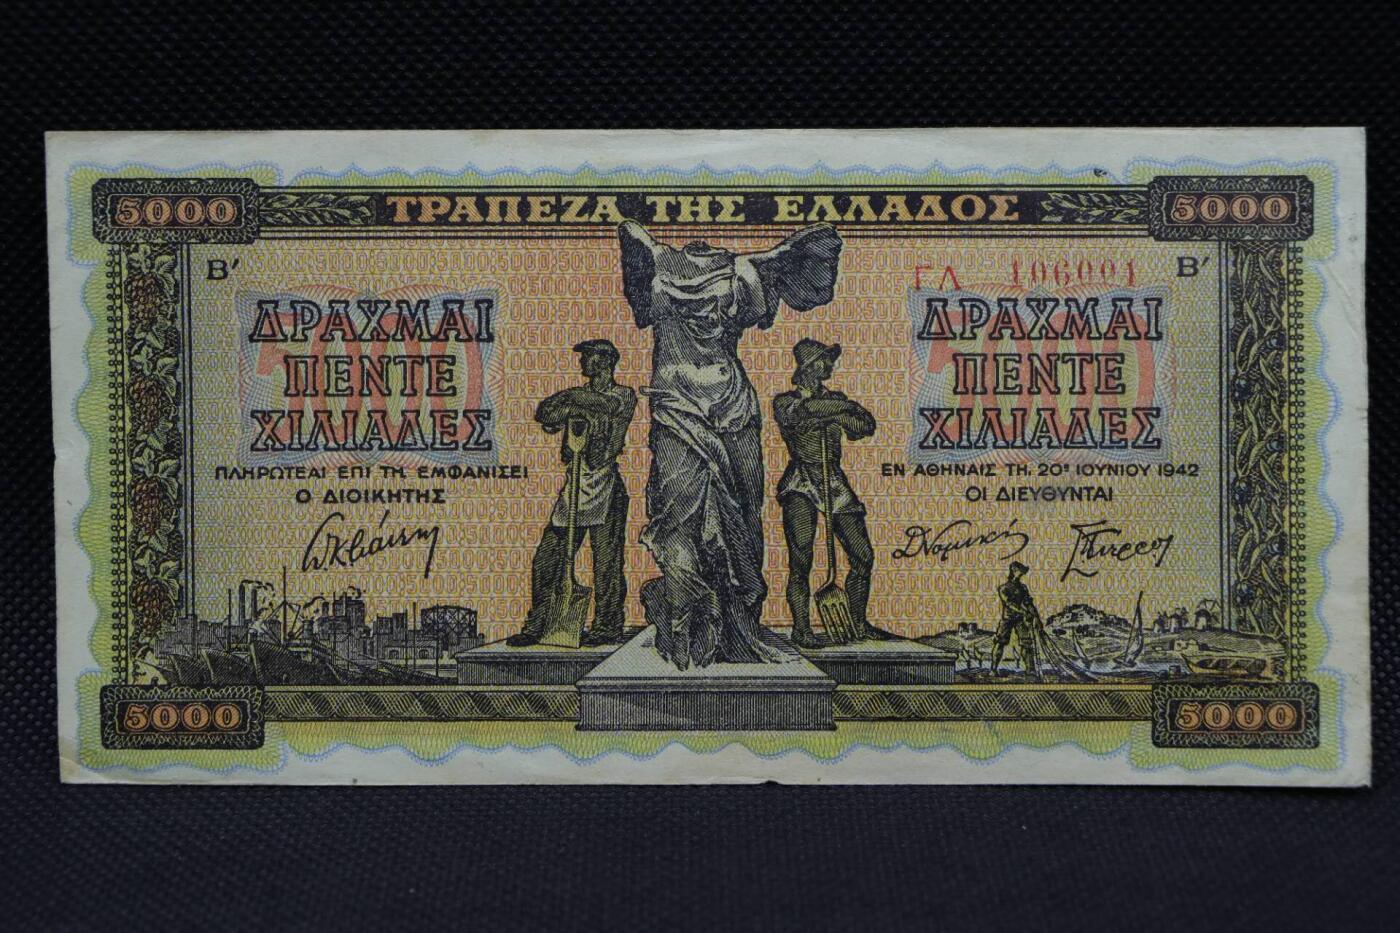 5000 ΤΡΑΠΕΖΑ ΤΗΣ ΕΛΛΑΔΟΣ 5000
Β′ ΓΛ 106001 Β′
ΔΡΑΧΜΑΙ
ΠΕΝΤΕ
ΧΙΛΙΑΔΕΣ
ΠΛΗΡΩΤΕΑΙ ΕΠΙ ΤΗ ΕΜΦΑΝΙΣΕΙ
Ο ΔΙΟΙΚΗΤΗΣ
ΔΡΑΧΜΑΙ
ΠΕΝΤΕ
ΧΙΛΙΑΔΕΣ
ΕΝ ΑΘΗΝΑΙΣ ΤΗ. 20ῃ ΙΟΥΝΙΟΥ 1942
ΟΙ ΔΙΕΥΘΥΝΤΑΙ
5000 5000